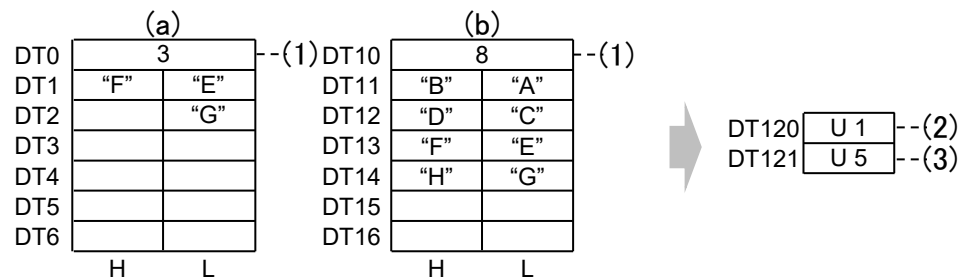 (a) (b)
DT0 3 --(1) DT10 8 --(1)
DT1 “F” “E” DT11 “B” “A”
DT2 “G” DT12 “D” “C”
DT3 DT13 “F” “E”
DT4 DT14 “H” “G”
DT5 DT15
DT6 DT16
H L H L
DT120 U 1 --(2)
DT121 U 5 --(3)